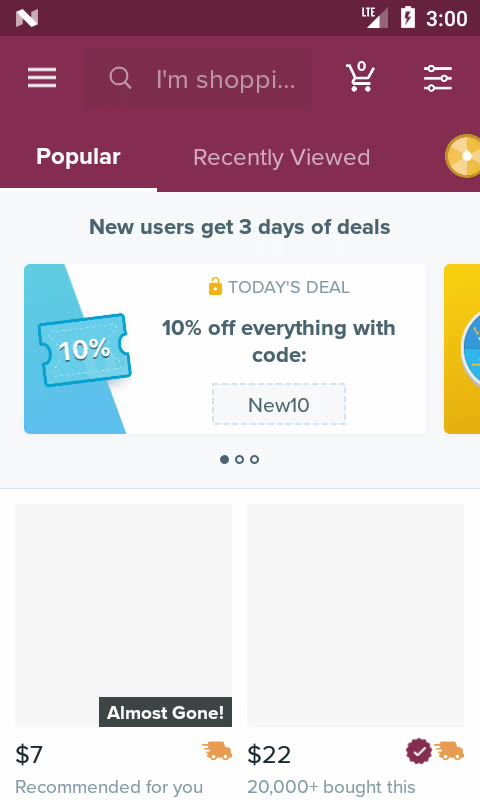 LTE 3:00
I'm shoppi... 0
Popular Recently Viewed
New users get 3 days of deals
TODAY'S DEAL
10%
10% off everything with
code:
New10
Almost Gone!
$7 $22
Recommended for you 20,000+ bought this